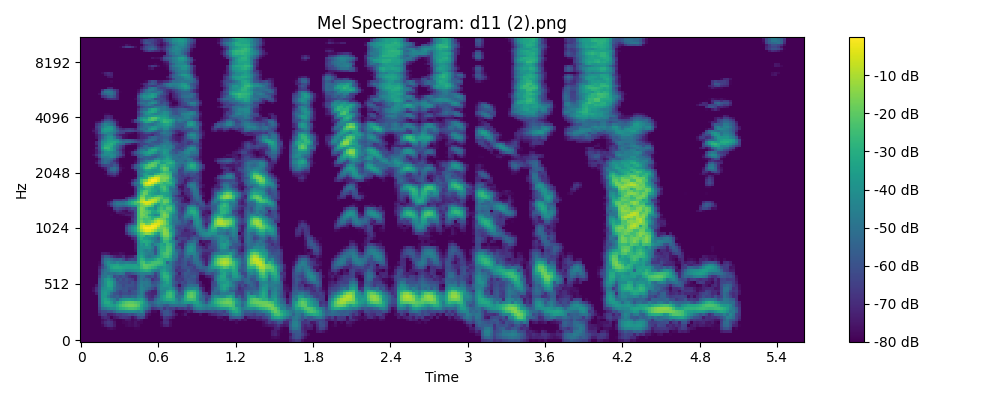 Mel Spectrogram: d11 (2).png
Hz
8192
4096
2048
1024
512
0
0 0.6 1.2 1.8 2.4 3 3.6 4.2 4.8 5.4
Time
-10 dB
-20 dB
-30 dB
-40 dB
-50 dB
-60 dB
-70 dB
-80 dB